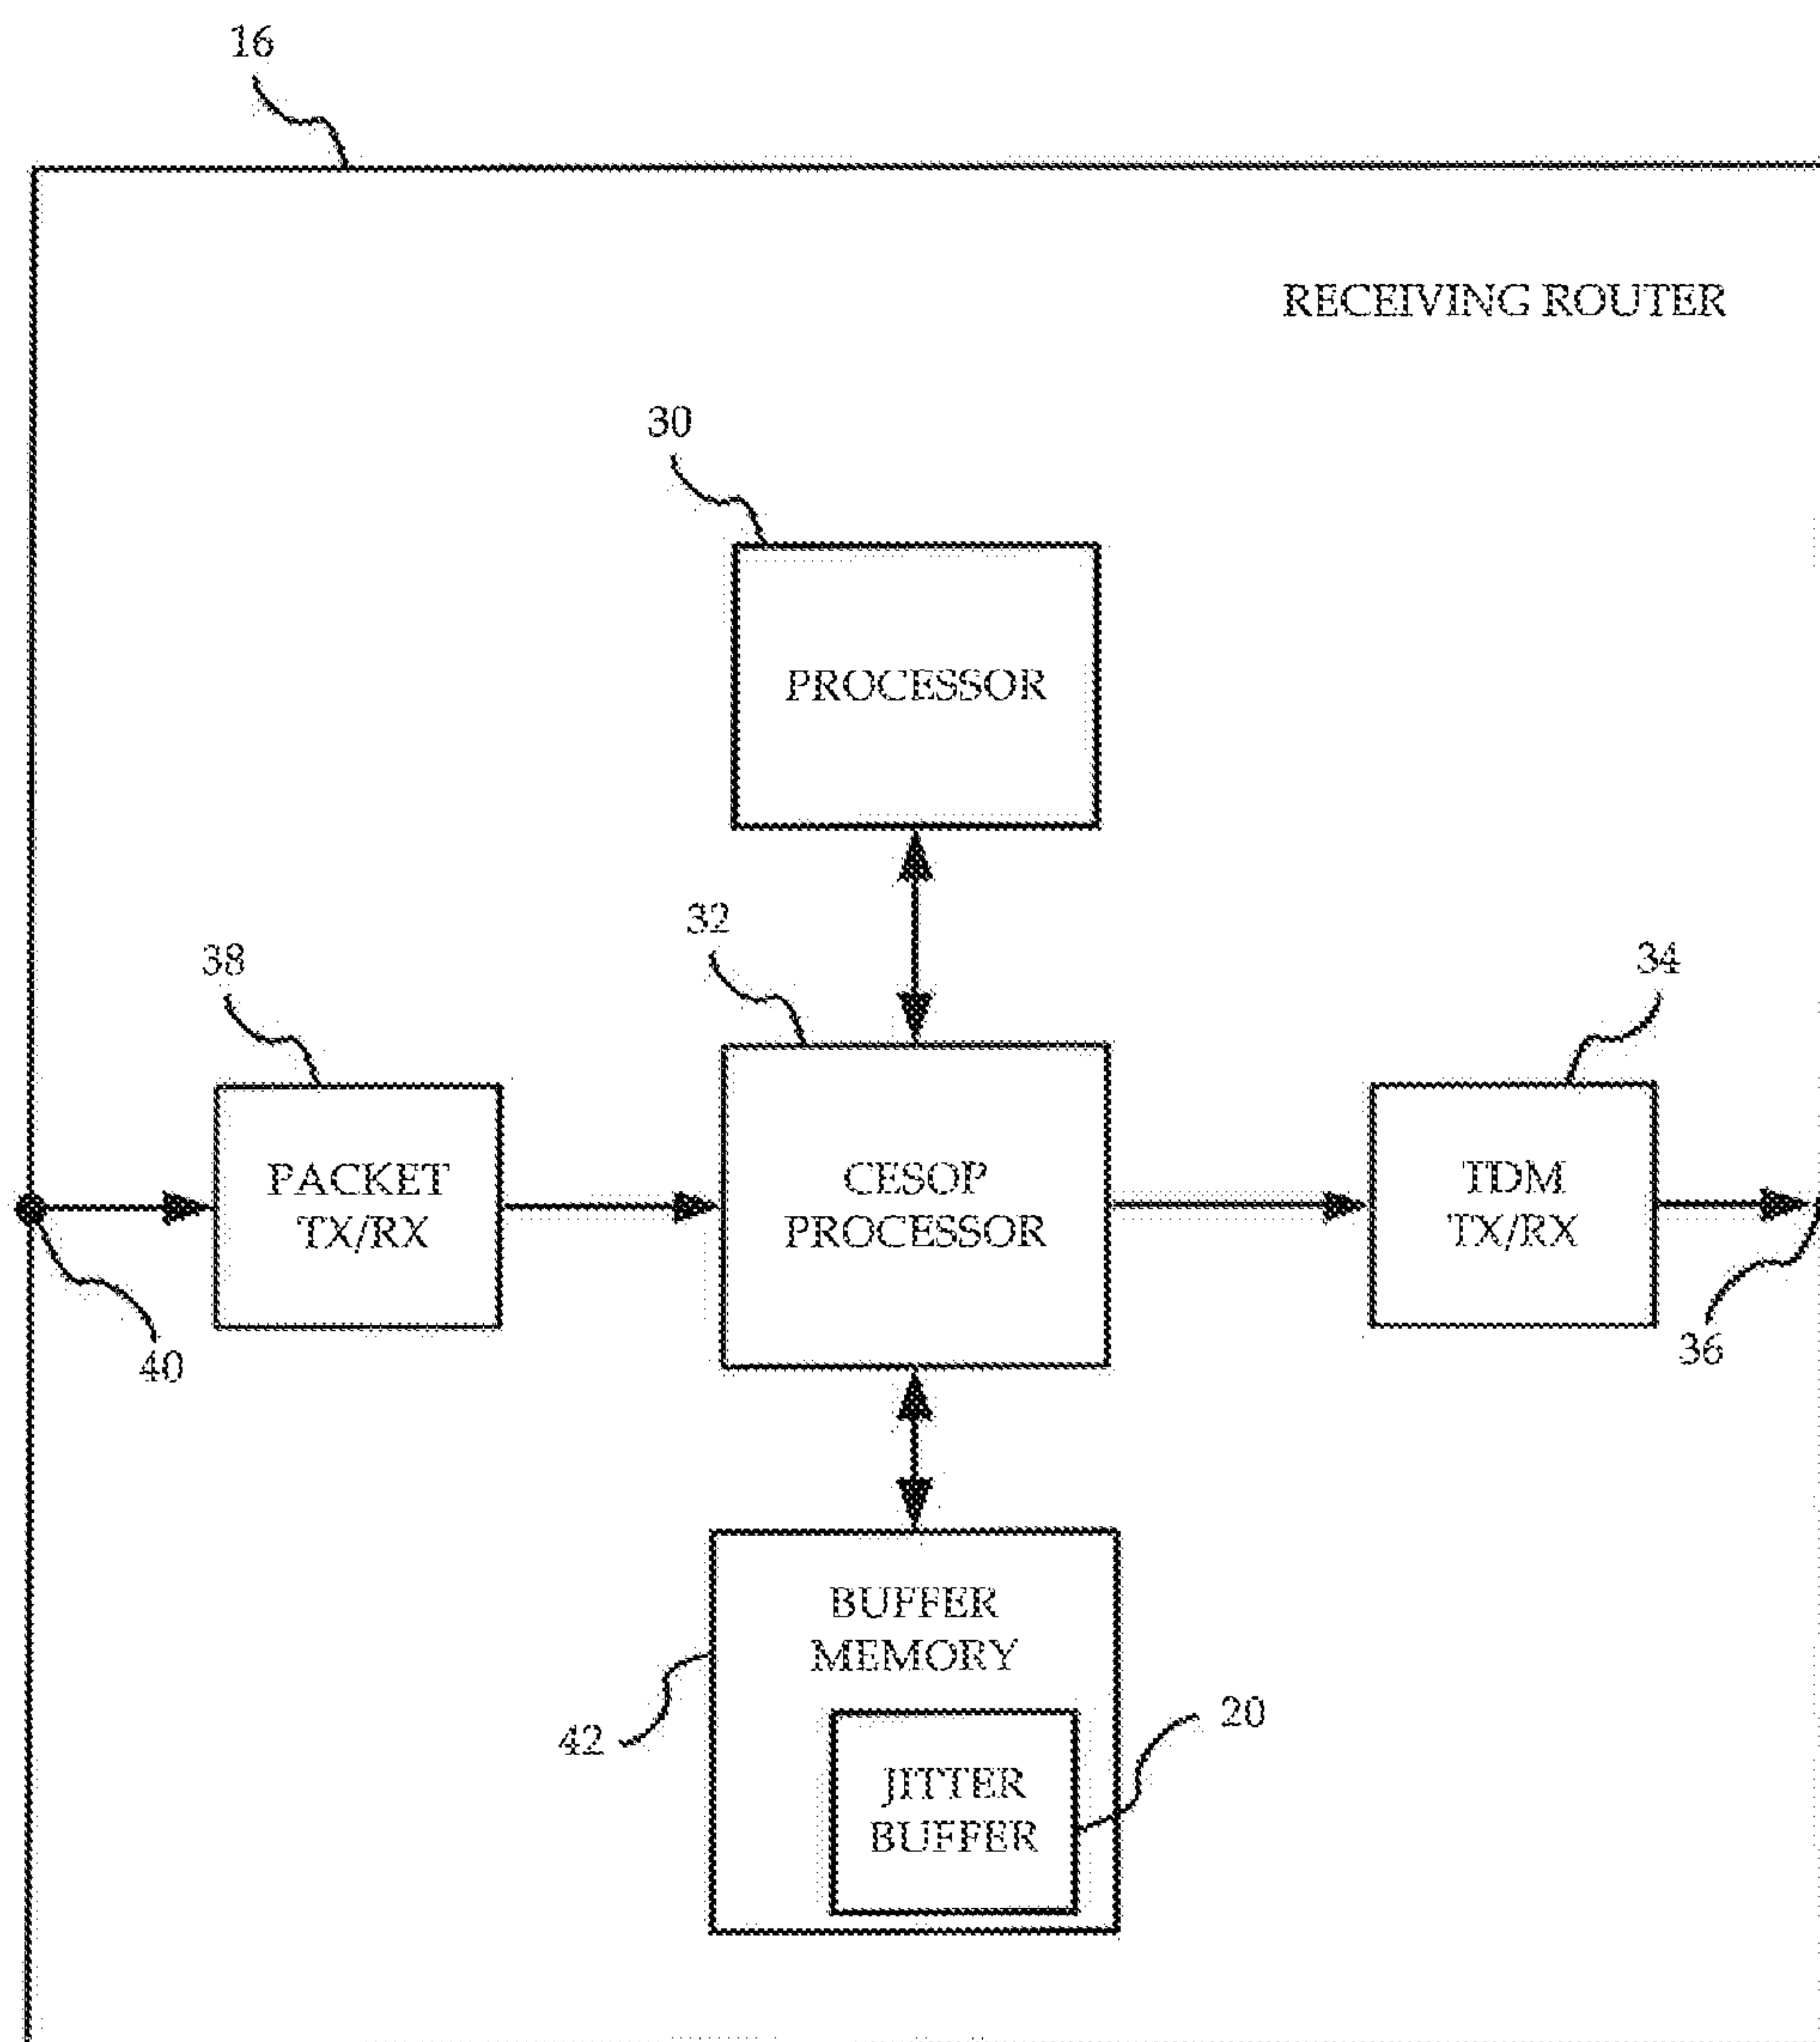 16
RECEIVING ROUTER
30
PROCESSOR
32
38
34
PACKET
TX/RX
CESOP
PROCESSOR
TDM
TX/RX
40
36
BUFFER
MEMORY
42
20
JITTER
BUFFER